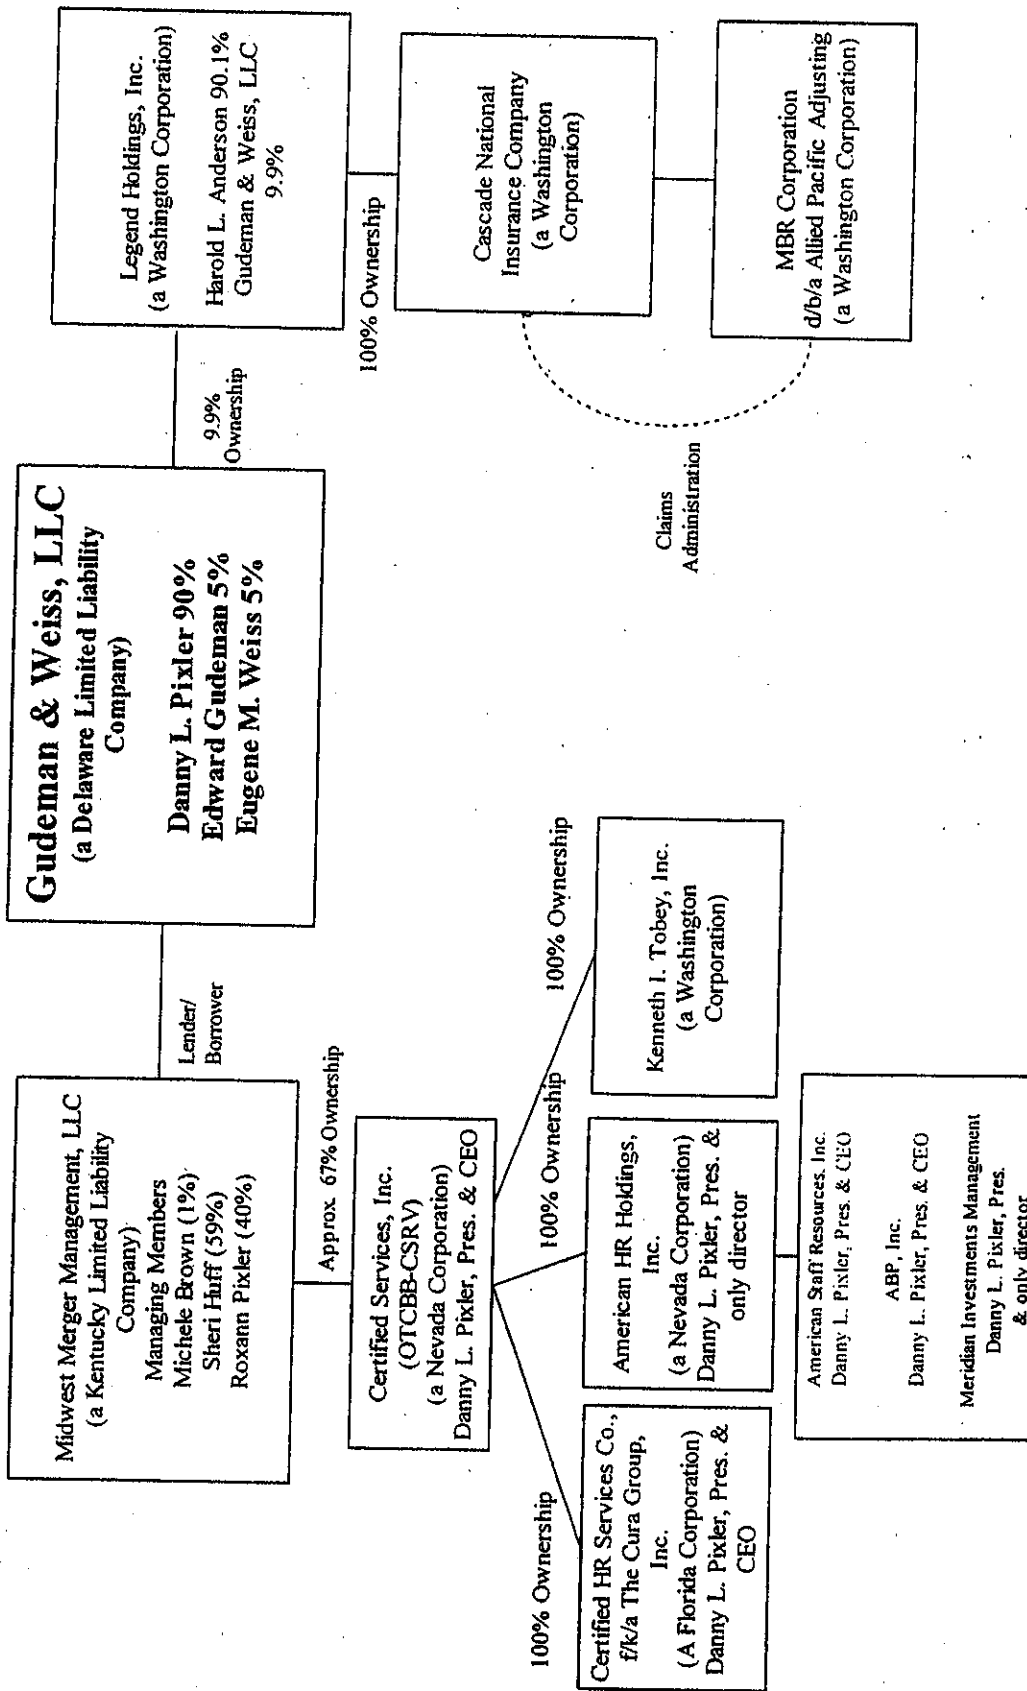 Gudeman & Weiss, LLC
(a Delaware Limited Liability
Company)
Danny L. Pixler 90%
Edward Gudeman 5%
Eugene M. Weiss 5%
Midwest Merger Management, LLC
(a Kentucky Limited Liability
Company)
Managing Members
Michele Brown (1%)
Sheri Huff (59%)
Roxann Pixler (40%)
Lender/
Borrower
9.9%
Ownership
Legend Holdings, Inc.
(a Washington Corporation)
Harold L. Anderson 90.1%
Gudeman & Weiss, LLC
9.9%
Approx. 67% Ownership
100% Ownership
Certified Services, Inc.
(OTCBB-CSRV)
(a Nevada Corporation)
Danny L. Pixler, Pres. & CEO
Cascade National
Insurance Company
(a Washington
Corporation)
100% Ownership
100% Ownership
100% Ownership
Certified HR Services Co.,
f/k/a The Cura Group,
Inc.
(A Florida Corporation)
Danny L. Pixler, Pres. &
CEO
American HR Holdings,
Inc.
(a Nevada Corporation)
Danny L. Pixler, Pres. &
only director
Kenneth I. Tobey, Inc.
(a Washington
Corporation)
Claims
Administration
MBR Corporation
d/b/a Allied Pacific Adjusting
(a Washington Corporation)
American Staff Resources, Inc.
Danny L. Pixler, Pres. & CEO
ABP, Inc.
Danny L. Pixler, Pres. & CEO
Meridian Investments Management
Danny L. Pixler, Pres.
& only director